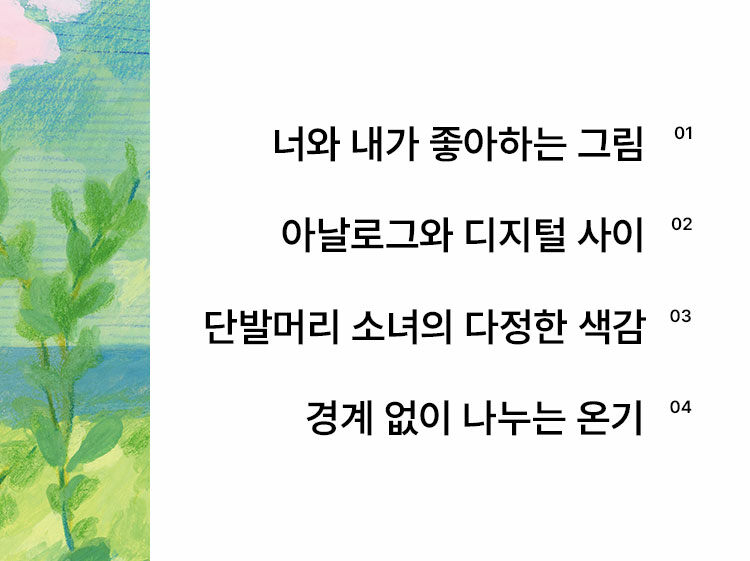 너와 내가 좋아하는 그림 01
아날로그와 디지털 사이 02
단발머리 소녀의 다정한 색감 03
경계 없이 나누는 온기 04